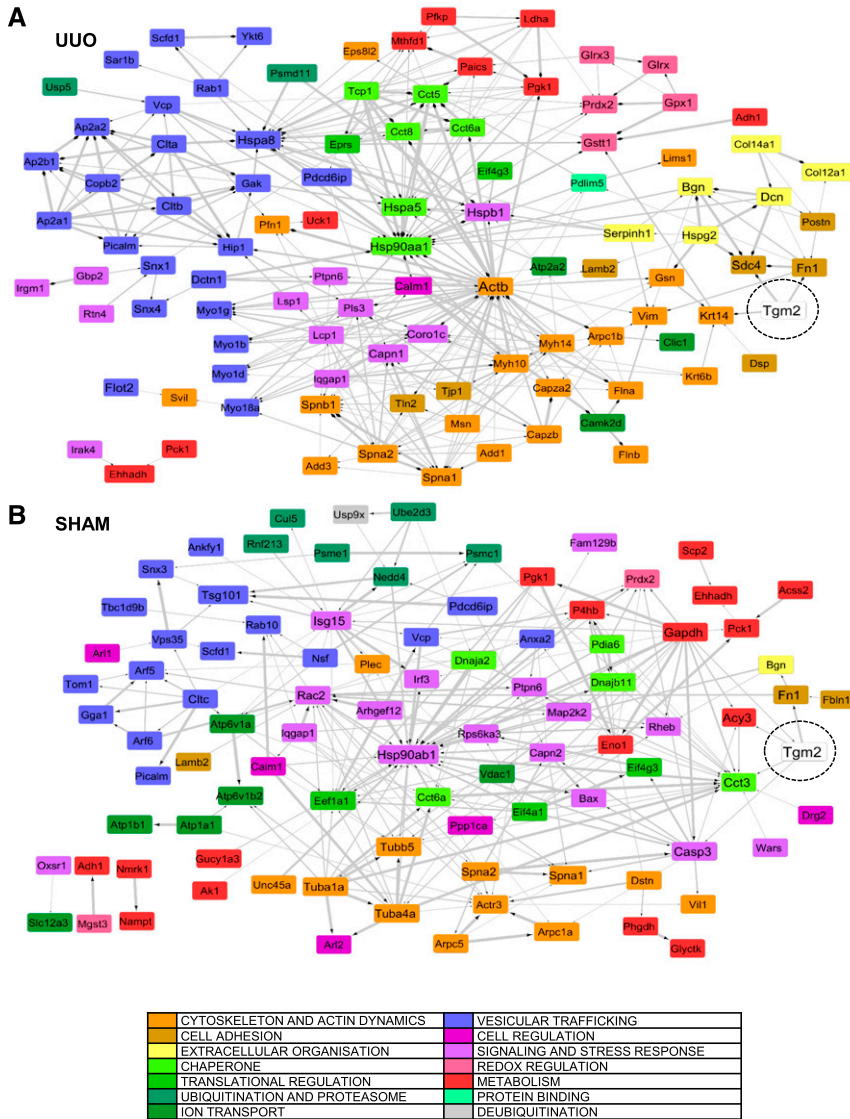 A
UUO
Pfkp
Ldha
Scfd1
Ykt6
Mthfd1
Eps8l2
Sar1b
Glrx3
Glrx
Paics
Psmd11
Usp5
Rab1
Tcp1
Cct5
Pgk1
Vcp
Prdx2
Gpx1
Adh1
Ap2a2
Cct8
Cct6a
Clta
Hspa8
Eprs
Gstt1
Col14a1
Ap2b1
Lims1
Eif4g3
Col12a1
Copb2
Gak
Pdcd6ip
Pdlim5
Bgn
Dcn
Cltb
Hspa5
Hspb1
Ap2a1
Pfn1
Uck1
Postn
Picalm
Hip1
Hsp90aa1
Serpinh1
Hspg2
Snx1
Atp2a2
Lamb2
Sdc4
Fn1
Gbp2
Irgm1
Dctn1
Ptpn6
Calm1
Actb
Gsn
Rtn4
Snx4
Myo1g
Lsp1
Pls3
Vim
Krt14
Tgm2
Lcp1
Coro1c
Arpc1b
Myo1b
Capn1
Myh14
Clic1
Myh10
Dsp
Myo1d
Iqgap1
Krt6b
Flot2
Svil
Tjp1
Capza2
Flna
Myo18a
Spnb1
Tln2
Msn
Camk2d
Capzb
Irak4
Pck1
Spna2
Add1
Flnb
Ehhadh
Add3
Spna1
B
SHAM
Cul5
Usp9x
Ube2d3
Rnf213
Ankfy1
Psme1
Psmc1
Fam129b
Scp2
Snx3
Nedd4
Pgk1
Prdx2
Tsg101
Ehhadh
Acss2
Tbc1d9b
Pdcd6ip
P4hb
Isg15
Rab10
Gapdh
Pck1
Vps35
Vcp
Anxa2
Arl1
Scfd1
Nsf
Plec
Dnaja2
Pdia6
Bgn
Arf5
Tom1
Irf3
Ptpn6
Dnajb11
Cltc
Rac2
Fn1
Fbln1
Gga1
Atp6v1a
Arhgef12
Map2k2
Acy3
Arf6
Iqgap1
Rps6ka3
Rheb
Hsp90ab1
Eno1
Tgm2
Lamb2
Calm1
Capn2
Picalm
Vdac1
Eif4g3
Cct3
Atp6v1b2
Eef1a1
Cct6a
Bax
Eif4a1
Drg2
Atp1b1
Atp1a1
Ppp1ca
Tubb5
Casp3
Wars
Oxsr1
Adh1
Nmrk1
Gucy1a3
Unc45a
Tuba1a
Spna2
Spna1
Dstn
Ak1
Tuba4a
Actr3
Vil1
Slc12a3
Mgst3
Nampt
Arl2
Arpc5
Arpc1a
Phgdh
Glyctk
CYTOSKELETON AND ACTIN DYNAMICS VESICULAR TRAFFICKING
CELL ADHESION CELL REGULATION
EXTRACELLULAR ORGANISATION SIGNALING AND STRESS RESPONSE
CHAPERONE REDOX REGULATION
TRANSLATIONAL REGULATION METABOLISM
UBIQUITINATION AND PROTEASOME PROTEIN BINDING
ION TRANSPORT DEUBIQUITINATION